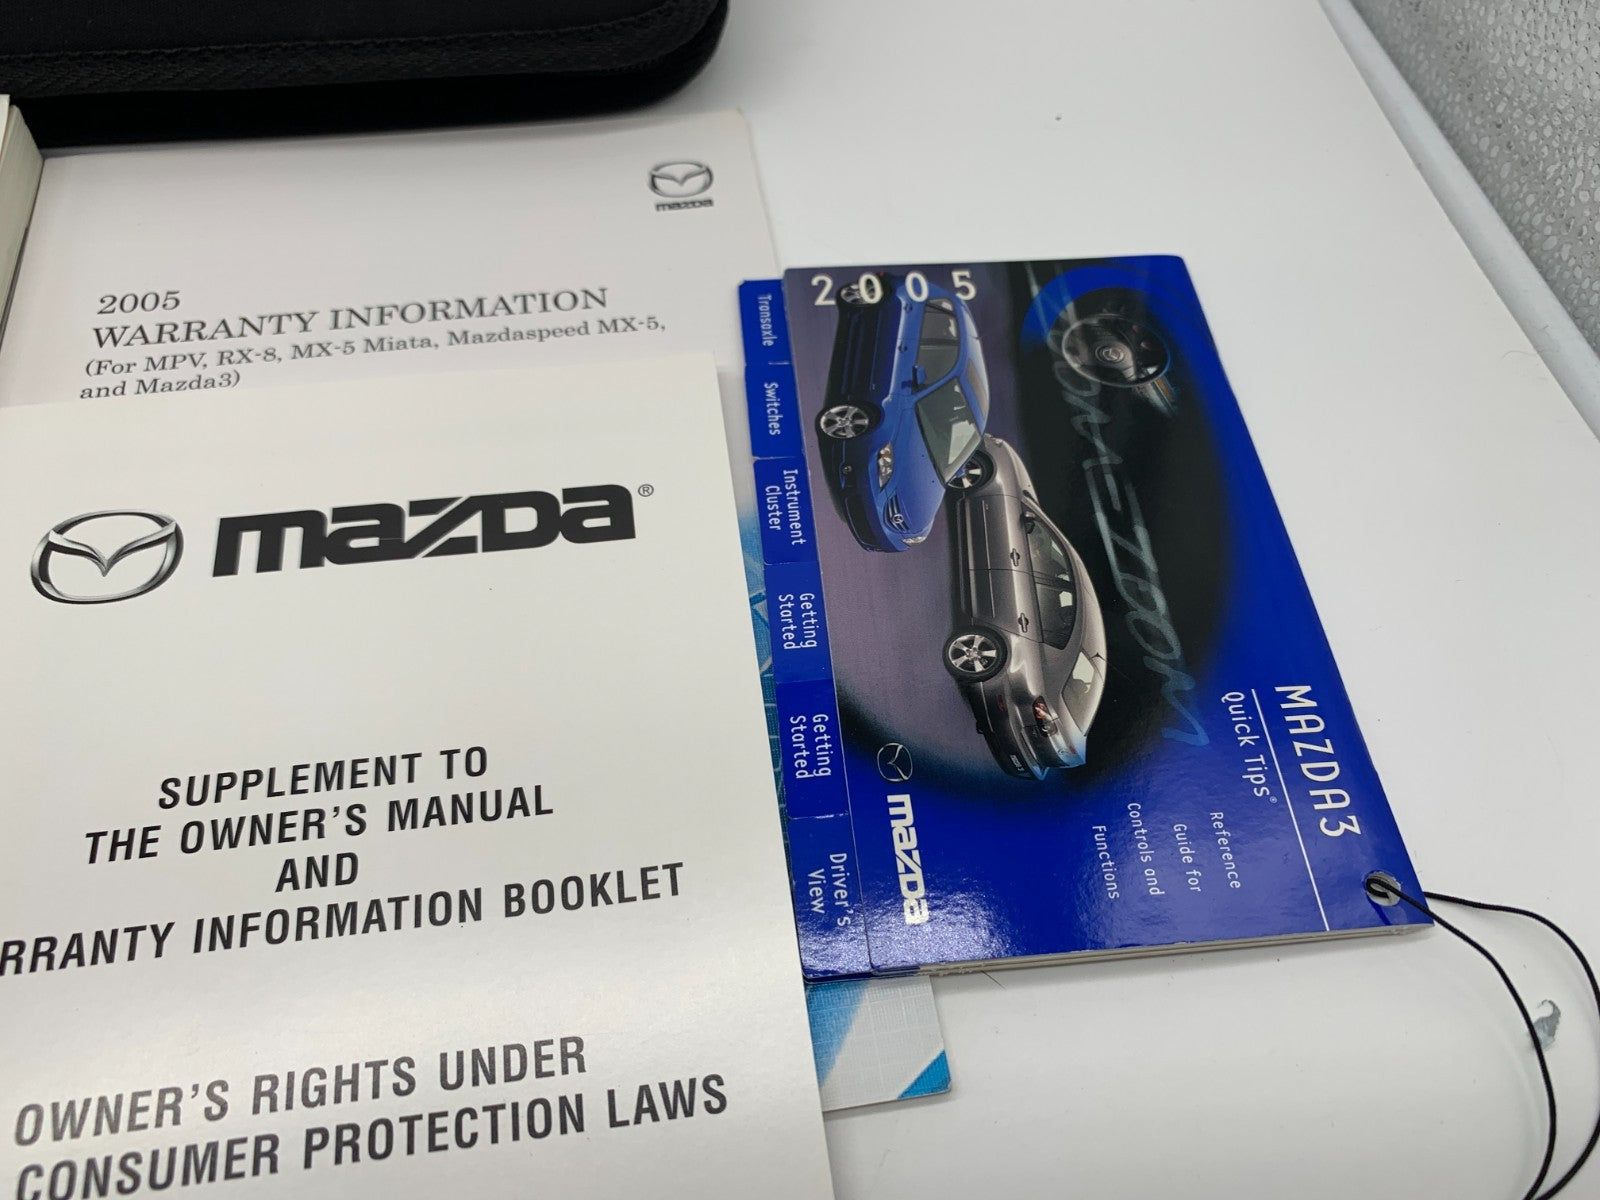 mazda
2005
WARRANTY INFORMATION
(For MPV, RX-8, MX-5 Miata, Mazdaspeed MX-5,
and Mazda3)
mazda®
SUPPLEMENT TO
THE OWNER'S MANUAL
AND
RRANTY INFORMATION BOOKLET
OWNER'S RIGHTS UNDER
CONSUMER PROTECTION LAWS
2005
MAZDA3
Quick Tips®
Reference
Guide for
Controls and
Functions
mazda
zoom-zoom
Transaxle
Switches
Instrument
Cluster
Getting
Started
Getting
Started
Driver's
View